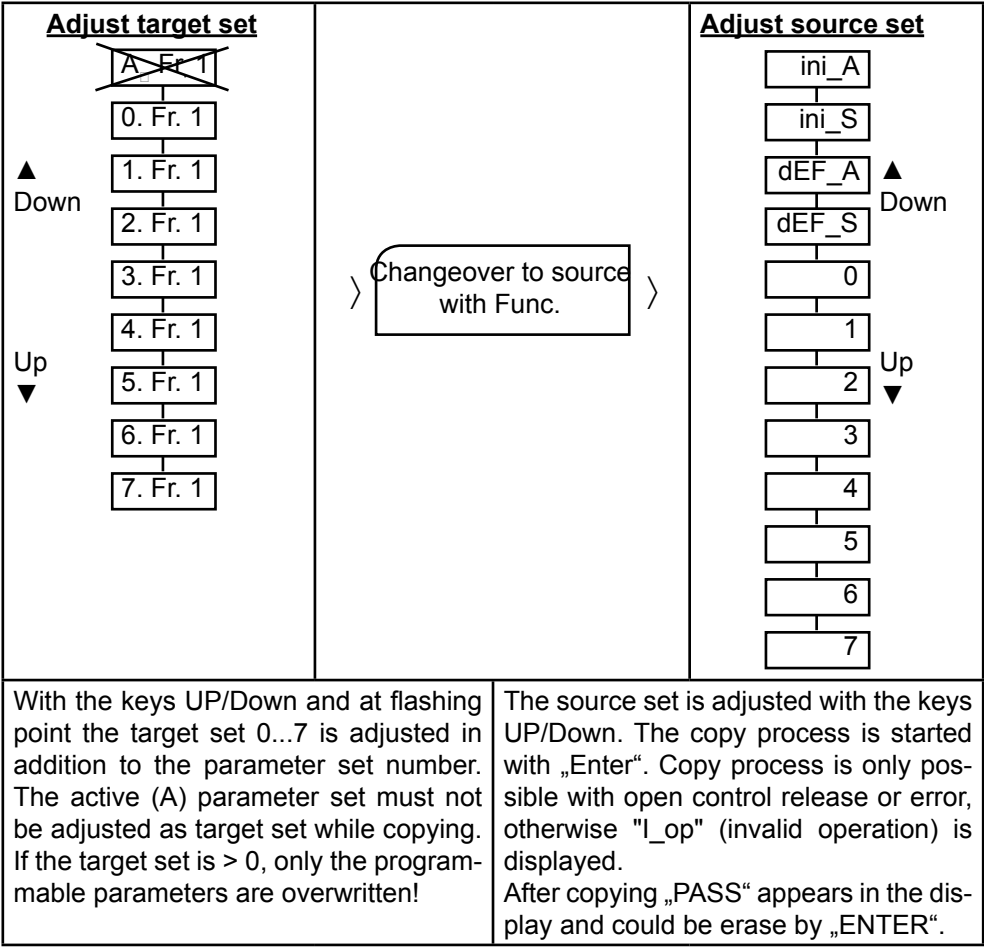 Adjust target set
A. Fr. 1
0. Fr. 1
1. Fr. 1
▲
Down
2. Fr. 1
3. Fr. 1
4. Fr. 1
Up
▼
5. Fr. 1
6. Fr. 1
7. Fr. 1
〉
Changeover to source
with Func.
〉
Adjust source set
ini_A
ini_S
dEF_A
▲
Down
dEF_S
0
1
Up
▼
2
3
4
5
6
7
With the keys UP/Down and at flashing
point the target set 0...7 is adjusted in
addition to the parameter set number.
The active (A) parameter set must not
be adjusted as target set while copying.
If the target set is > 0, only the program-
mable parameters are overwritten!
The source set is adjusted with the keys
UP/Down. The copy process is started
with „Enter“. Copy process is only pos-
sible with open control release or error,
otherwise "I_op" (invalid operation) is
displayed.
After copying „PASS“ appears in the dis-
play and could be erase by „ENTER“.